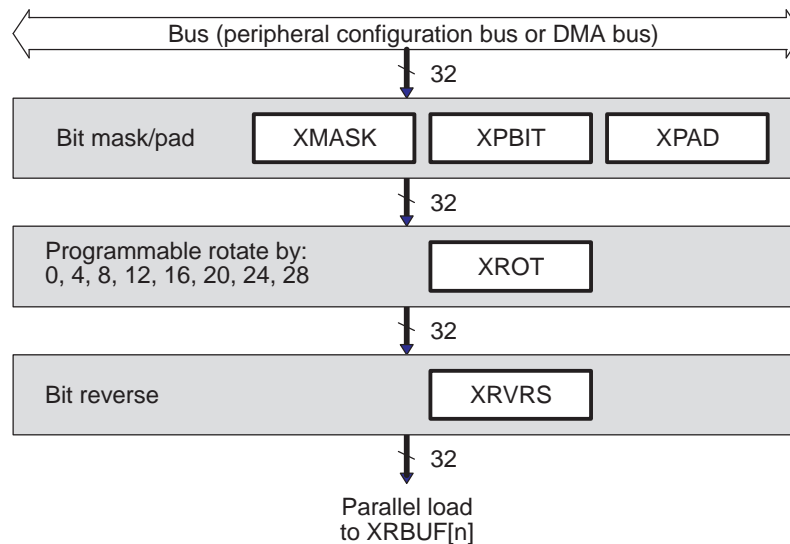 Bus (peripheral configuration bus or DMA bus)
32
Bit mask/pad XMASK XPBIT XPAD
32
Programmable rotate by:
0, 4, 8, 12, 16, 20, 24, 28 XROT
32
Bit reverse XRVRS
32
Parallel load
to XRBUF[n]